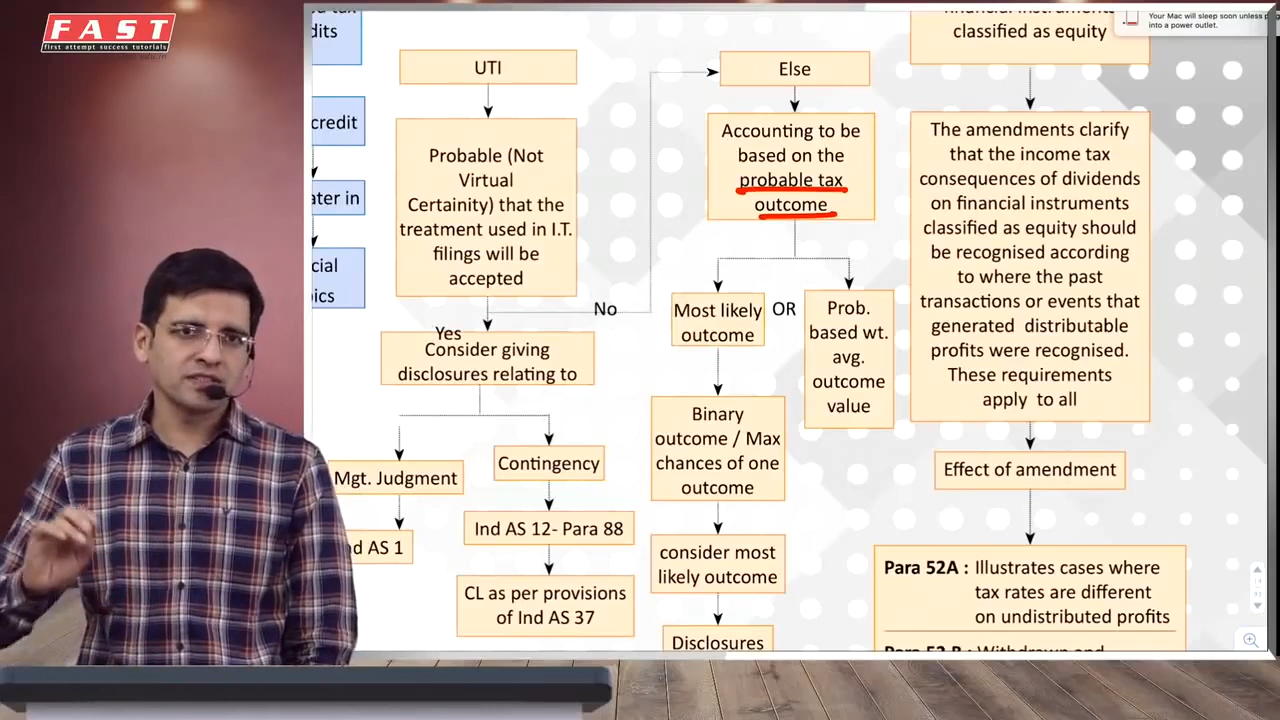 FAST
first attempt success tutorials
dits
credit
ater in
cial
ics
UTI
Probable (Not
Virtual
Certainity) that the
treatment used in I.T.
filings will be
accepted
No
Yes
Consider giving
disclosures relating to
Mgt. Judgment
Contingency
nd AS 1
Ind AS 12- Para 88
CL as per provisions
of Ind AS 37
Else
Accounting to be
based on the
probable tax
outcome
Most likely
outcome
OR
Prob.
based wt.
avg.
outcome
value
Binary
outcome / Max
chances of one
outcome
consider most
likely outcome
Disclosures
classified as equity
The amendments clarify
that the income tax
consequences of dividends
on financial instruments
classified as equity should
be recognised according
to where the past
transactions or events that
generated distributable
profits were recognised.
These requirements
apply to all
Effect of amendment
Para 52A : Illustrates cases where
tax rates are different
on undistributed profits
Your Mac will sleep soon unless
into a power outlet.